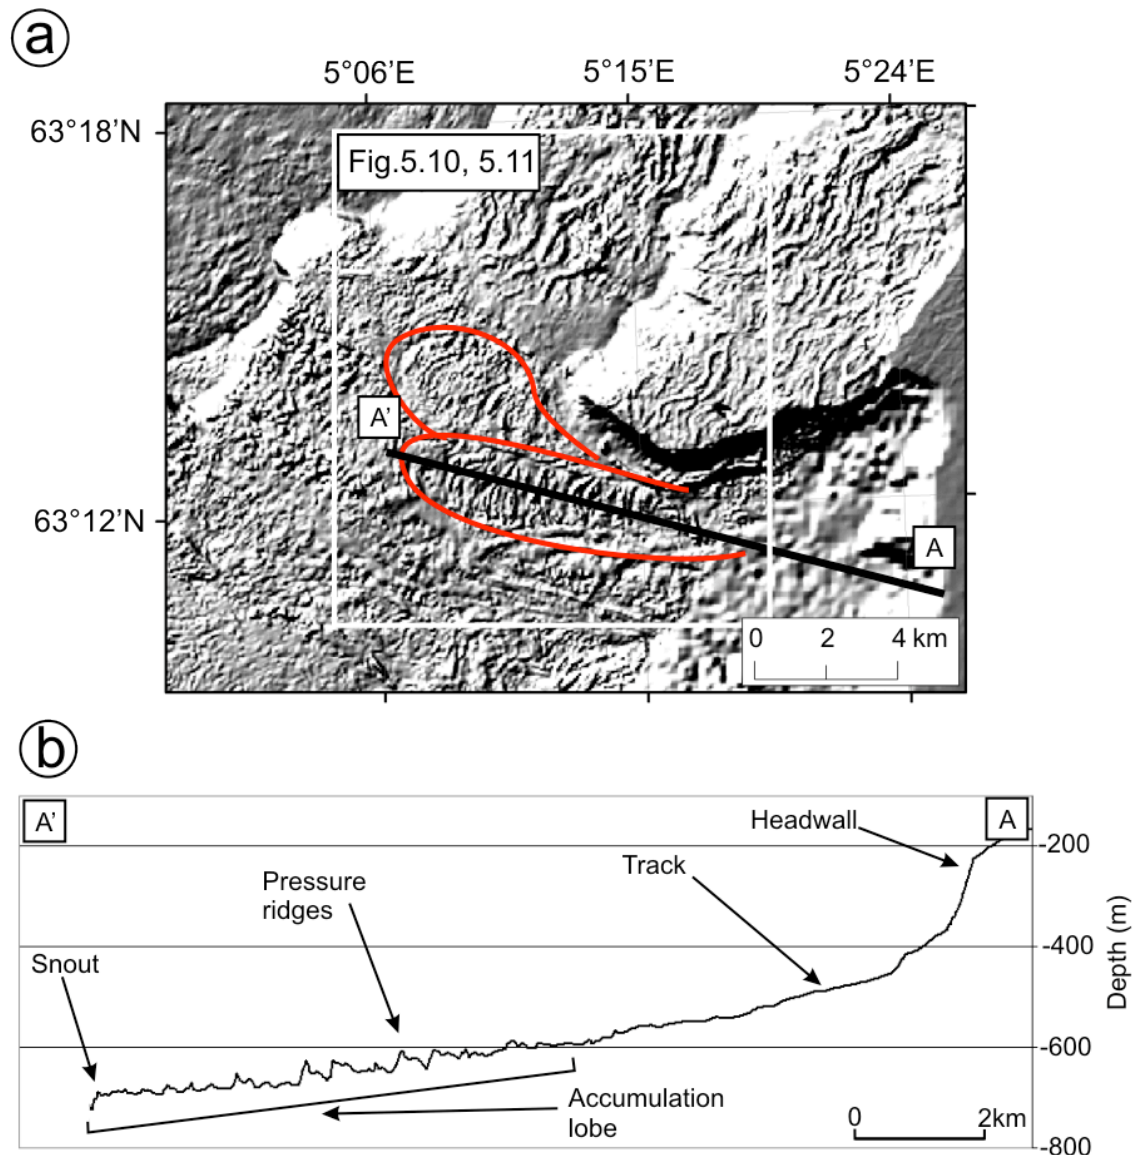 a
5°06’E 5°15’E 5°24’E
63°18’N
Fig.5.10, 5.11
A’
63°12’N
A
0 2 4 km
b
A’
A
Headwall
-200
Track
Pressure
ridges
-400
Snout
Depth (m)
-600
Accumulation
lobe
0 2km
-800